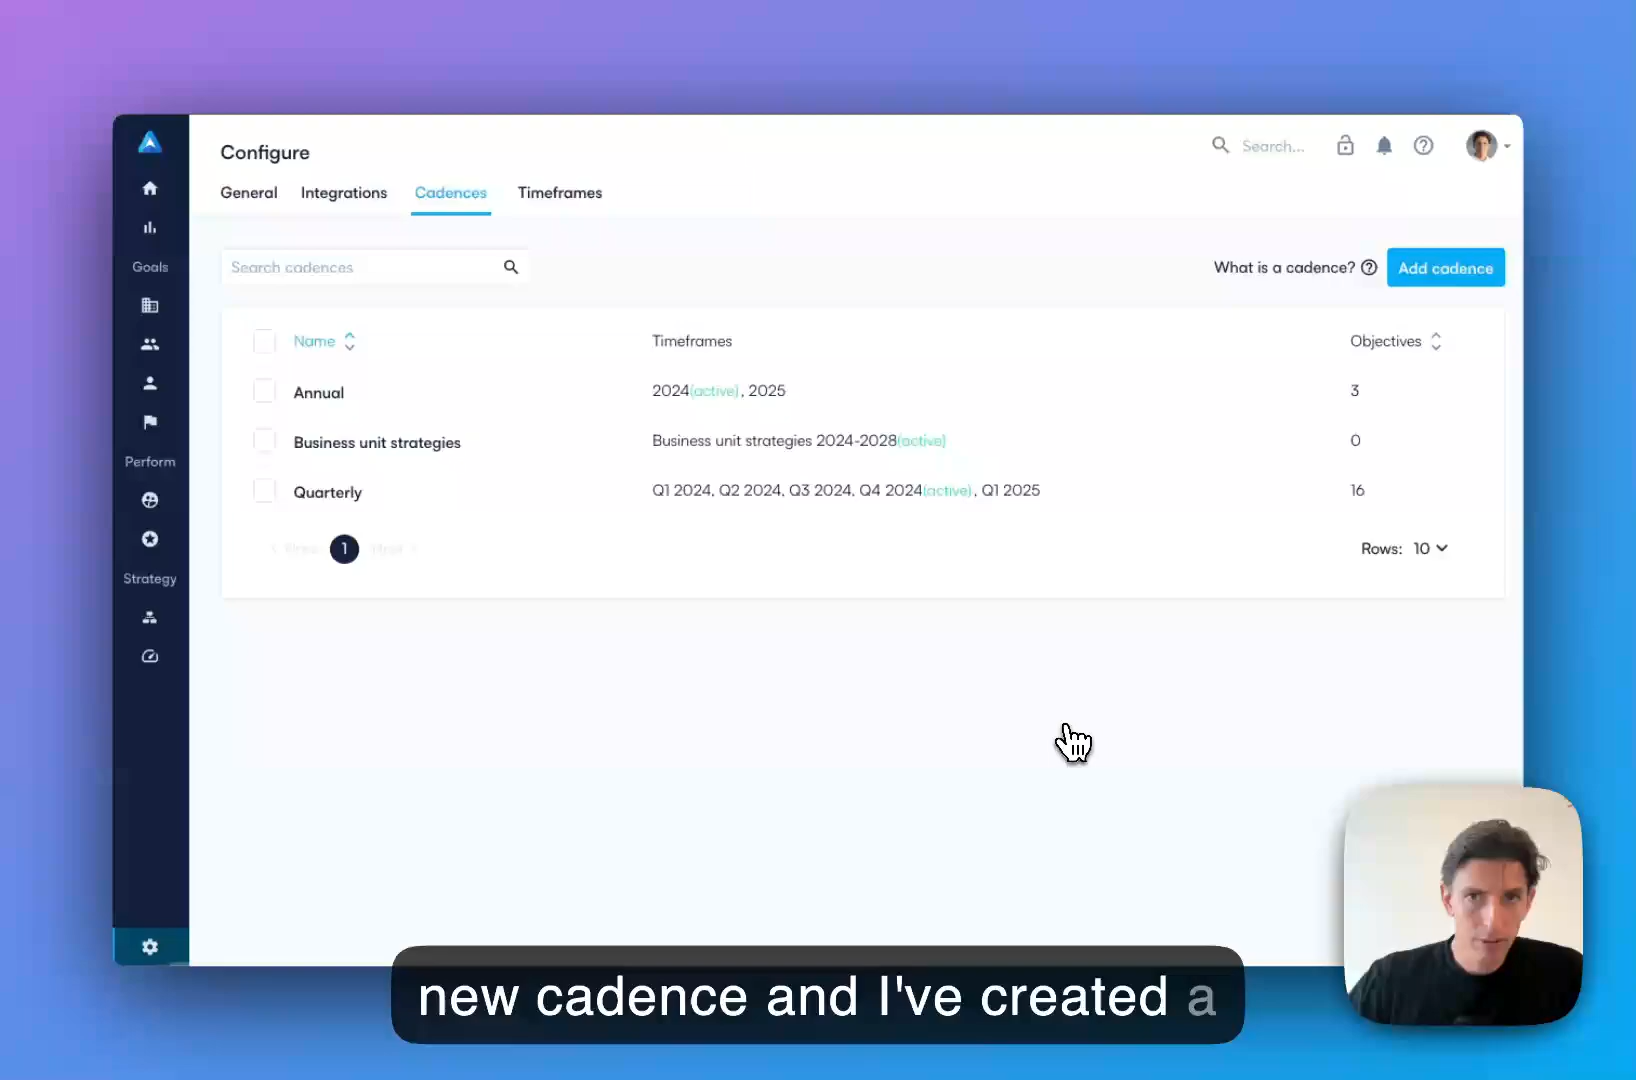 Configure
Search...
General Integrations Cadences Timeframes
Search cadences
What is a cadence?
Add cadence
Goals
Perform
Strategy
Name Timeframes Objectives
Annual 2024(active), 2025 3
Business unit strategies Business unit strategies 2024-2028(active) 0
Quarterly Q1 2024, Q2 2024, Q3 2024, Q4 2024(active), Q1 2025 16
1
Rows: 10
new cadence and I've created a